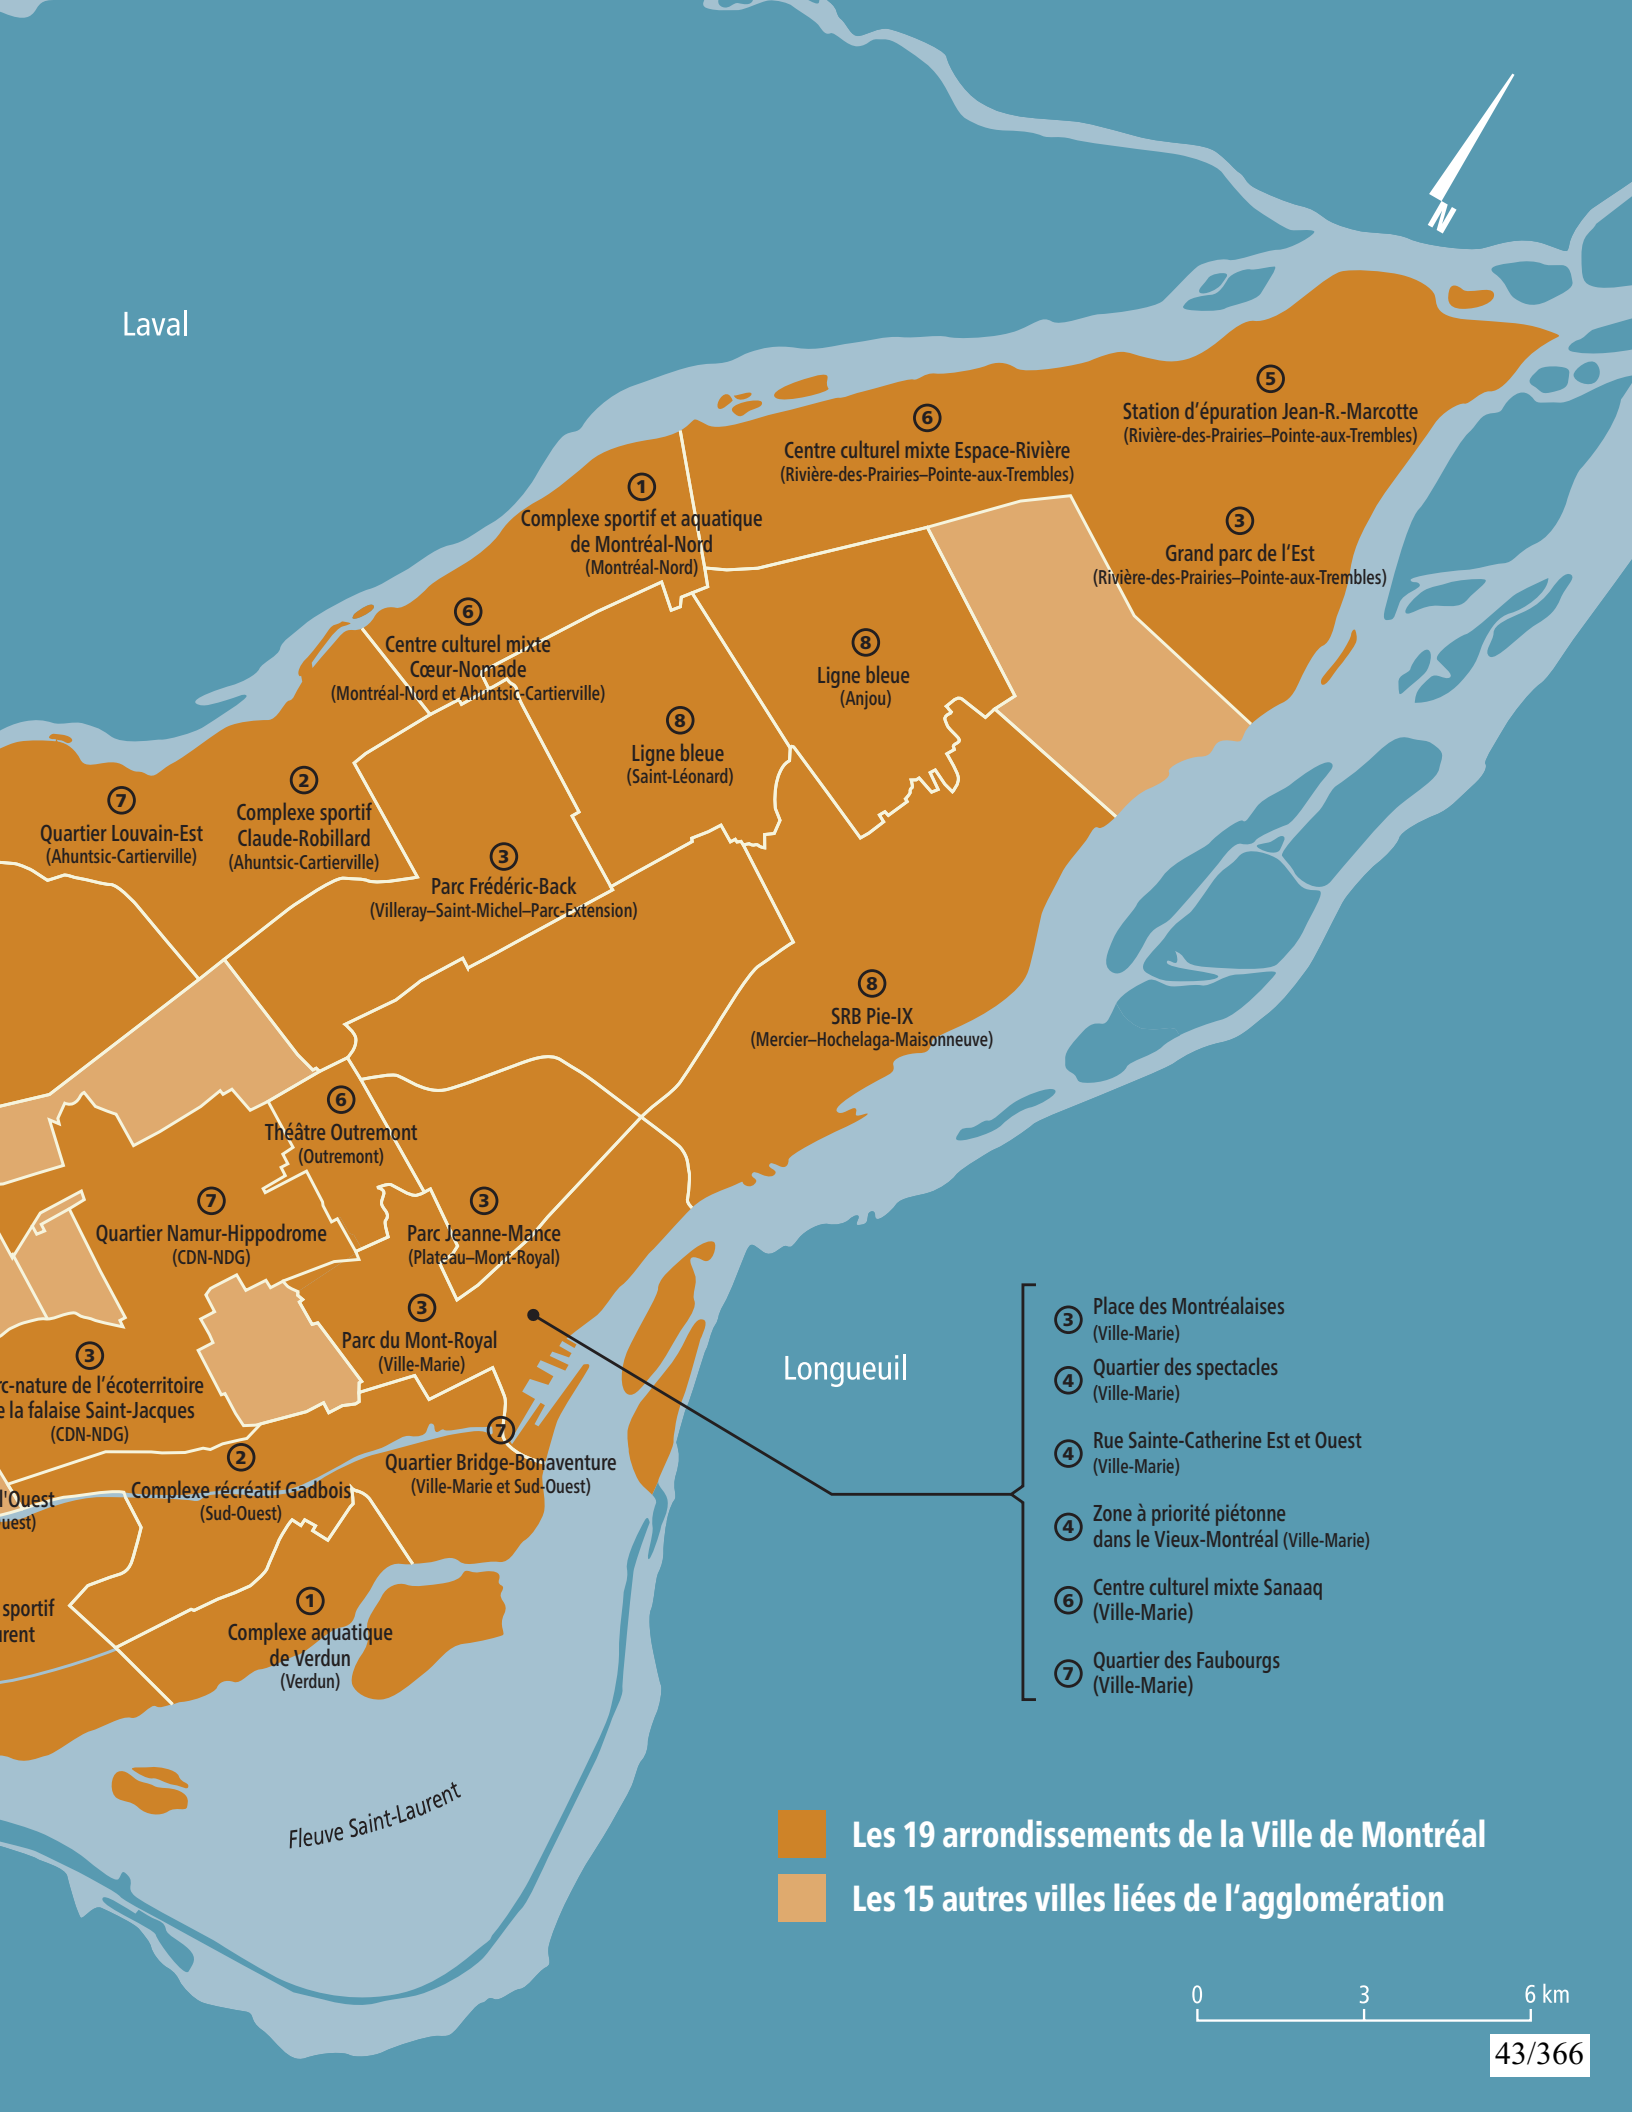 N
Laval
5
Station d'épuration Jean-R.-Marcotte
(Rivière-des-Prairies–Pointe-aux-Trembles)
6
Centre culturel mixte Espace-Rivière
(Rivière-des-Prairies–Pointe-aux-Trembles)
1
Complexe sportif et aquatique
de Montréal-Nord
(Montréal-Nord)
3
Grand parc de l'Est
(Rivière-des-Prairies–Pointe-aux-Trembles)
6
Centre culturel mixte
Cœur-Nomade
(Montréal-Nord et Ahuntsic-Cartierville)
8
Ligne bleue
(Anjou)
8
Ligne bleue
(Saint-Léonard)
7
Quartier Louvain-Est
(Ahuntsic-Cartierville)
2
Complexe sportif
Claude-Robillard
(Ahuntsic-Cartierville)
3
Parc Frédéric-Back
(Villeray–Saint-Michel–Parc-Extension)
8
SRB Pie-IX
(Mercier–Hochelaga-Maisonneuve)
6
Théâtre Outremont
(Outremont)
7
Quartier Namur-Hippodrome
(CDN-NDG)
3
Parc Jeanne-Mance
(Plateau–Mont-Royal)
3
Parc du Mont-Royal
(Ville-Marie)
3
c-nature de l'écoterritoire
e la falaise Saint-Jacques
(CDN-NDG)
7
Quartier Bridge-Bonaventure
(Ville-Marie et Sud-Ouest)
2
Complexe récréatif Gadbois
(Sud-Ouest)
l'Ouest
uest)
sportif
rent
1
Complexe aquatique
de Verdun
(Verdun)
Longueuil
3 Place des Montréalaises
(Ville-Marie)
4 Quartier des spectacles
(Ville-Marie)
4 Rue Sainte-Catherine Est et Ouest
(Ville-Marie)
4 Zone à priorité piétonne
dans le Vieux-Montréal (Ville-Marie)
6 Centre culturel mixte Sanaaq
(Ville-Marie)
7 Quartier des Faubourgs
(Ville-Marie)
Fleuve Saint-Laurent
Les 19 arrondissements de la Ville de Montréal
Les 15 autres villes liées de l'agglomération
0 3 6 km
43/366